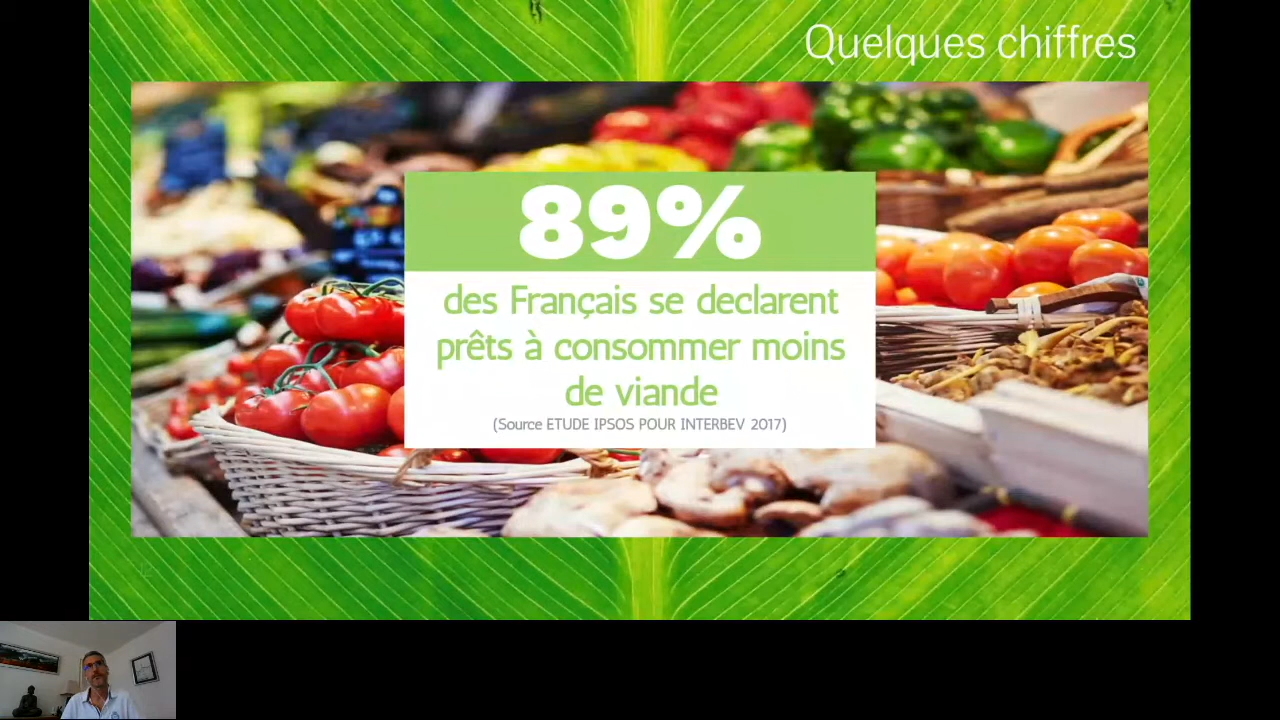 Quelques chiffres
89%
des Français se declarent
prêts à consommer moins
de viande
(Source ETUDE IPSOS POUR INTERBEV 2017)